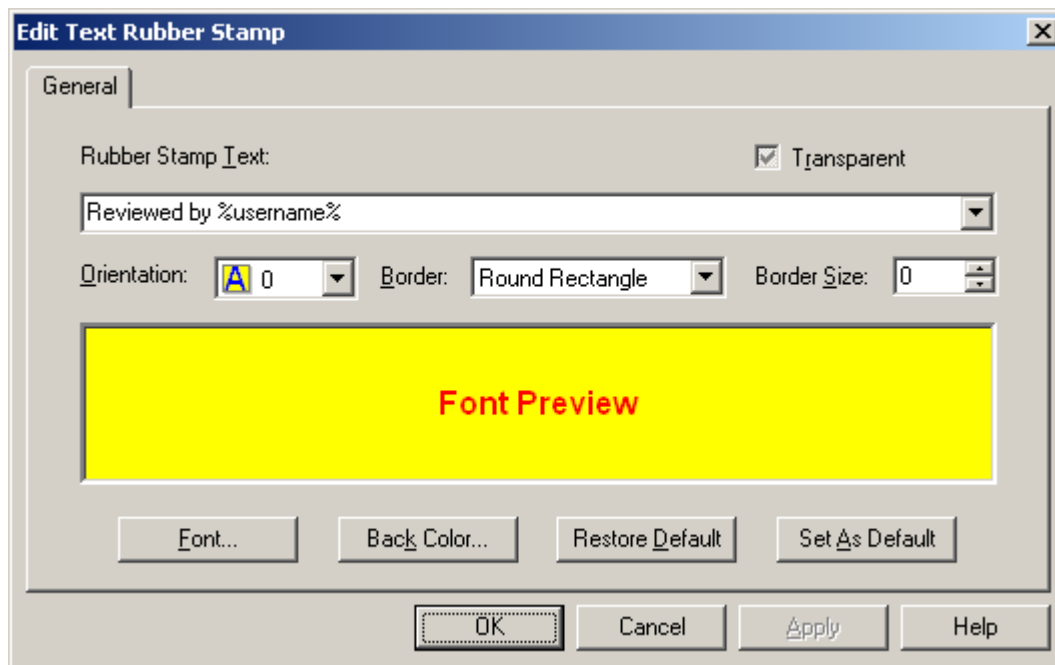 Edit Text Rubber Stamp
General
Rubber Stamp Text: Transparent
Reviewed by %username%
Orientation: A 0 Border: Round Rectangle Border Size: 0
Font Preview
Font... Back Color... Restore Default Set As Default
OK Cancel Apply Help